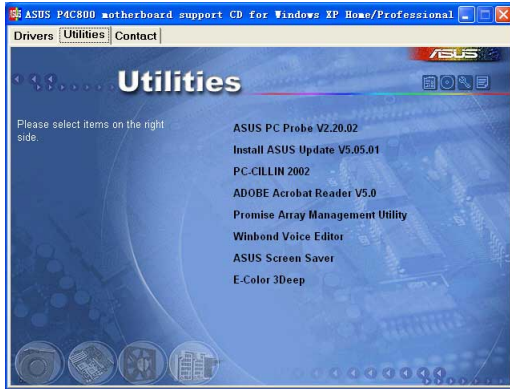 ASUS P4C800 motherboard support CD for Windows XP Home/Professional
Drivers Utilities Contact
ASUS
Utilities
Please select items on the right
side.
ASUS PC Probe V2.20.02
Install ASUS Update V5.05.01
PC-CILLIN 2002
ADOBE Acrobat Reader V5.0
Promise Array Management Utility
Winbond Voice Editor
ASUS Screen Saver
E-Color 3Deep